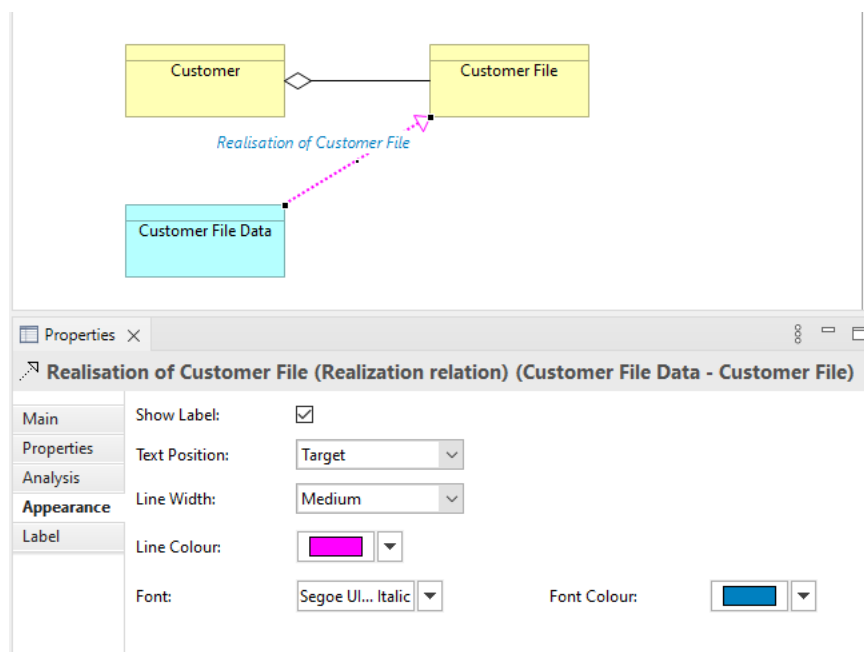 Customer
Customer File
Realisation of Customer File
Customer File Data
Properties
Realisation of Customer File (Realization relation) (Customer File Data - Customer File)
Main
Show Label:
Properties
Text Position:
Target
Analysis
Appearance
Line Width:
Medium
Label
Line Colour:
Font:
Segoe UI... Italic
Font Colour: